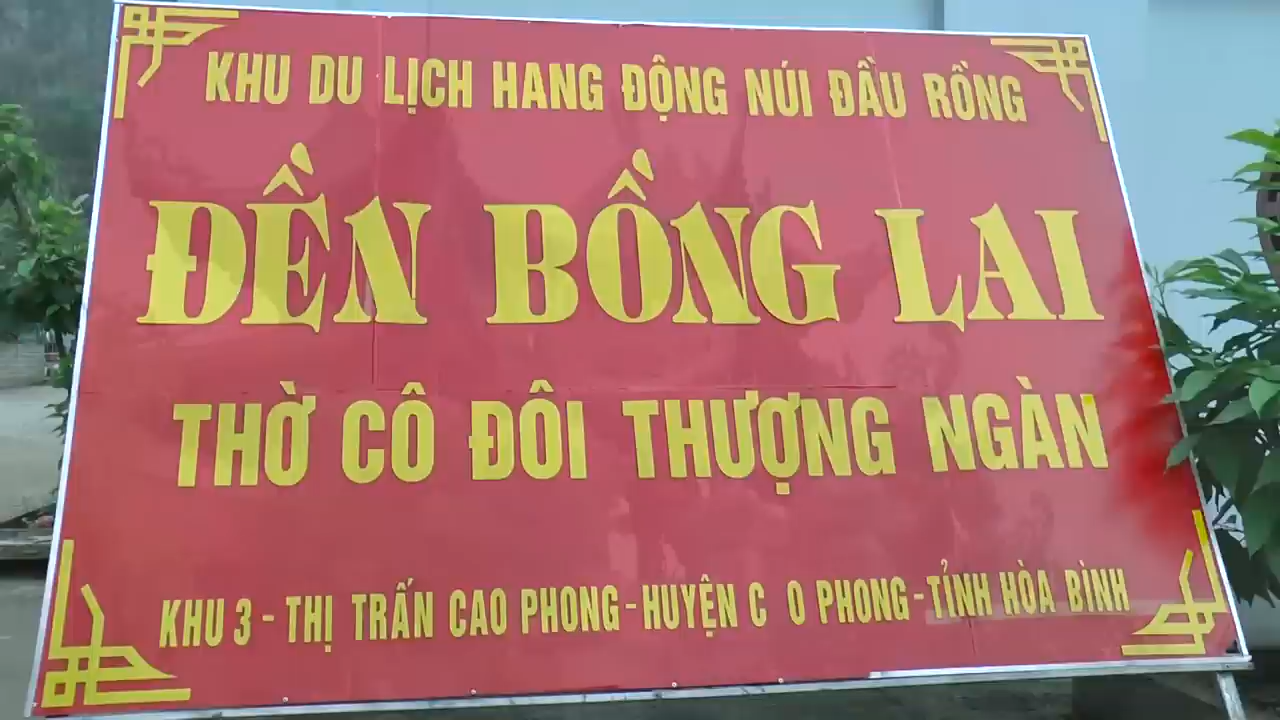 KHU DU LỊCH HANG ĐỘNG NÚI ĐẦU RỒNG
ĐỀN BỒNG LAI
THỜ CÔ ĐÔI THƯỢNG NGÀN
KHU 3 - THỊ TRẤN CAO PHONG - HUYỆN C O PHONG - TỈNH HÒA BÌNH